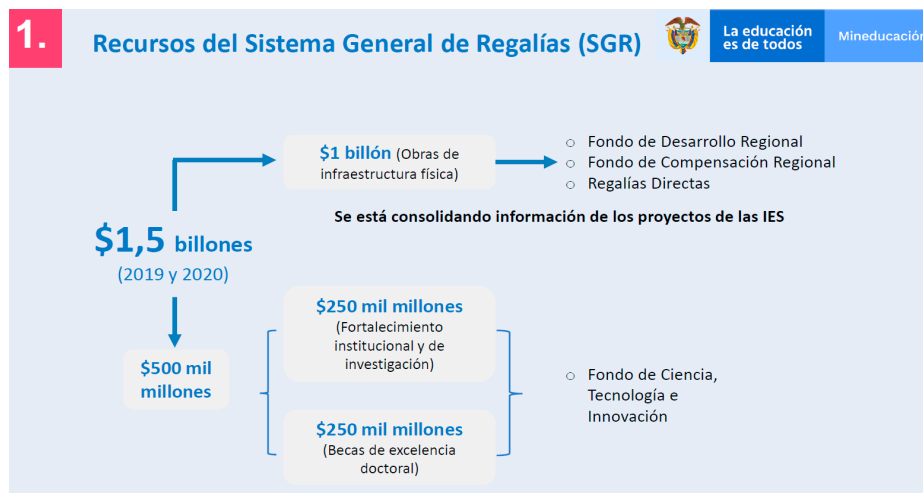 1.
Recursos del Sistema General de Regalías (SGR)
La educación
es de todos
Mineducación
$1 billón (Obras de
infraestructura física)
Fondo de Desarrollo Regional
Fondo de Compensación Regional
Regalías Directas
Se está consolidando información de los proyectos de las IES
$1,5 billones
(2019 y 2020)
$500 mil
millones
$250 mil millones
(Fortalecimiento
institucional y de
investigación)
$250 mil millones
(Becas de excelencia
doctoral)
Fondo de Ciencia,
Tecnología e
Innovación